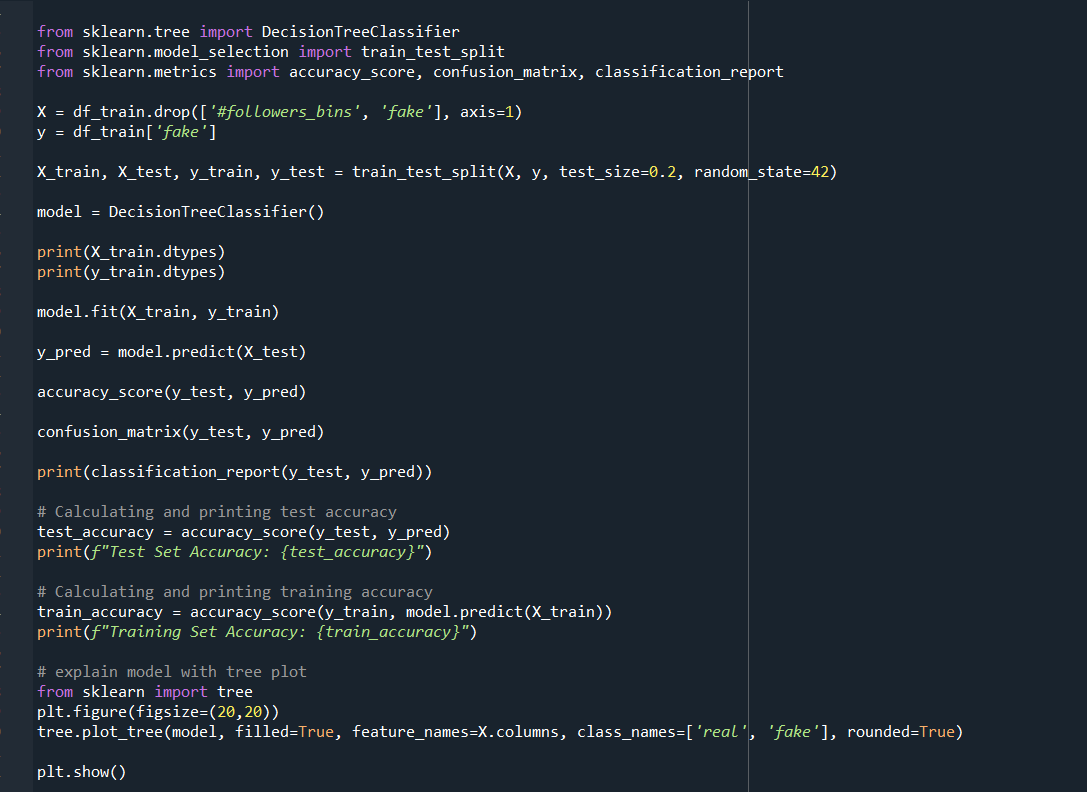 from sklearn.tree import DecisionTreeClassifier
from sklearn.model_selection import train_test_split
from sklearn.metrics import accuracy_score, confusion_matrix, classification_report
X = df_train.drop(['#followers_bins', 'fake'], axis=1)
y = df_train['fake']
X_train, X_test, y_train, y_test = train_test_split(X, y, test_size=0.2, random_state=42)
model = DecisionTreeClassifier()
print(X_train.dtypes)
print(y_train.dtypes)
model.fit(X_train, y_train)
y_pred = model.predict(X_test)
accuracy_score(y_test, y_pred)
confusion_matrix(y_test, y_pred)
print(classification_report(y_test, y_pred))
# Calculating and printing test accuracy
test_accuracy = accuracy_score(y_test, y_pred)
print(f"Test Set Accuracy: {test_accuracy}")
# Calculating and printing training accuracy
train_accuracy = accuracy_score(y_train, model.predict(X_train))
print(f"Training Set Accuracy: {train_accuracy}")
# explain model with tree plot
from sklearn import tree
plt.figure(figsize=(20,20))
tree.plot_tree(model, filled=True, feature_names=X.columns, class_names=['real', 'fake'], rounded=True)
plt.show()